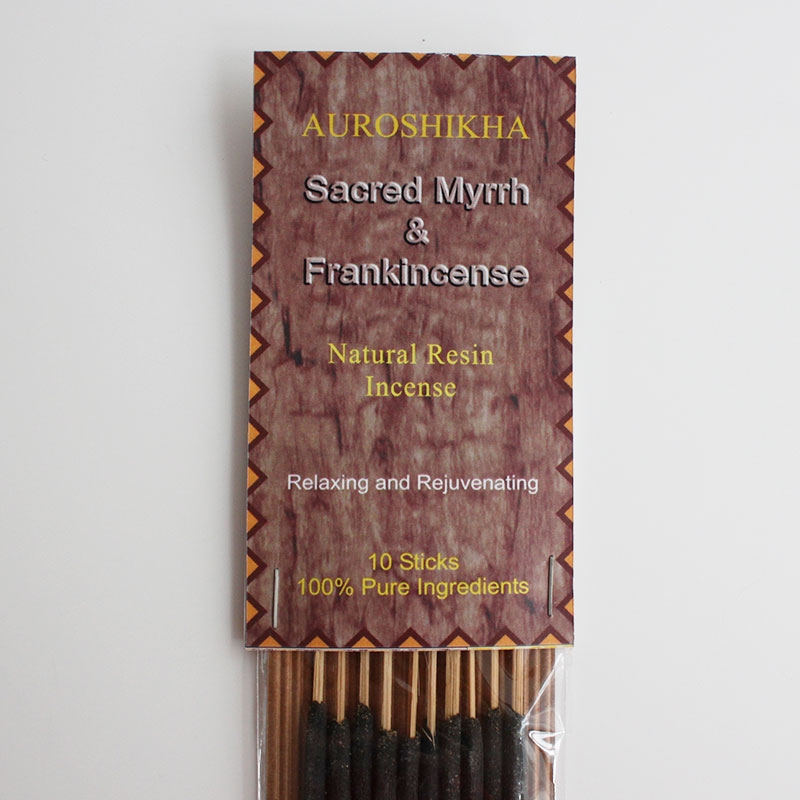 AUROSHIKHA
Sacred Myrrh
&
Frankincense
Natural Resin
Incense
Relaxing and Rejuvenating
10 Sticks
100% Pure Ingredients